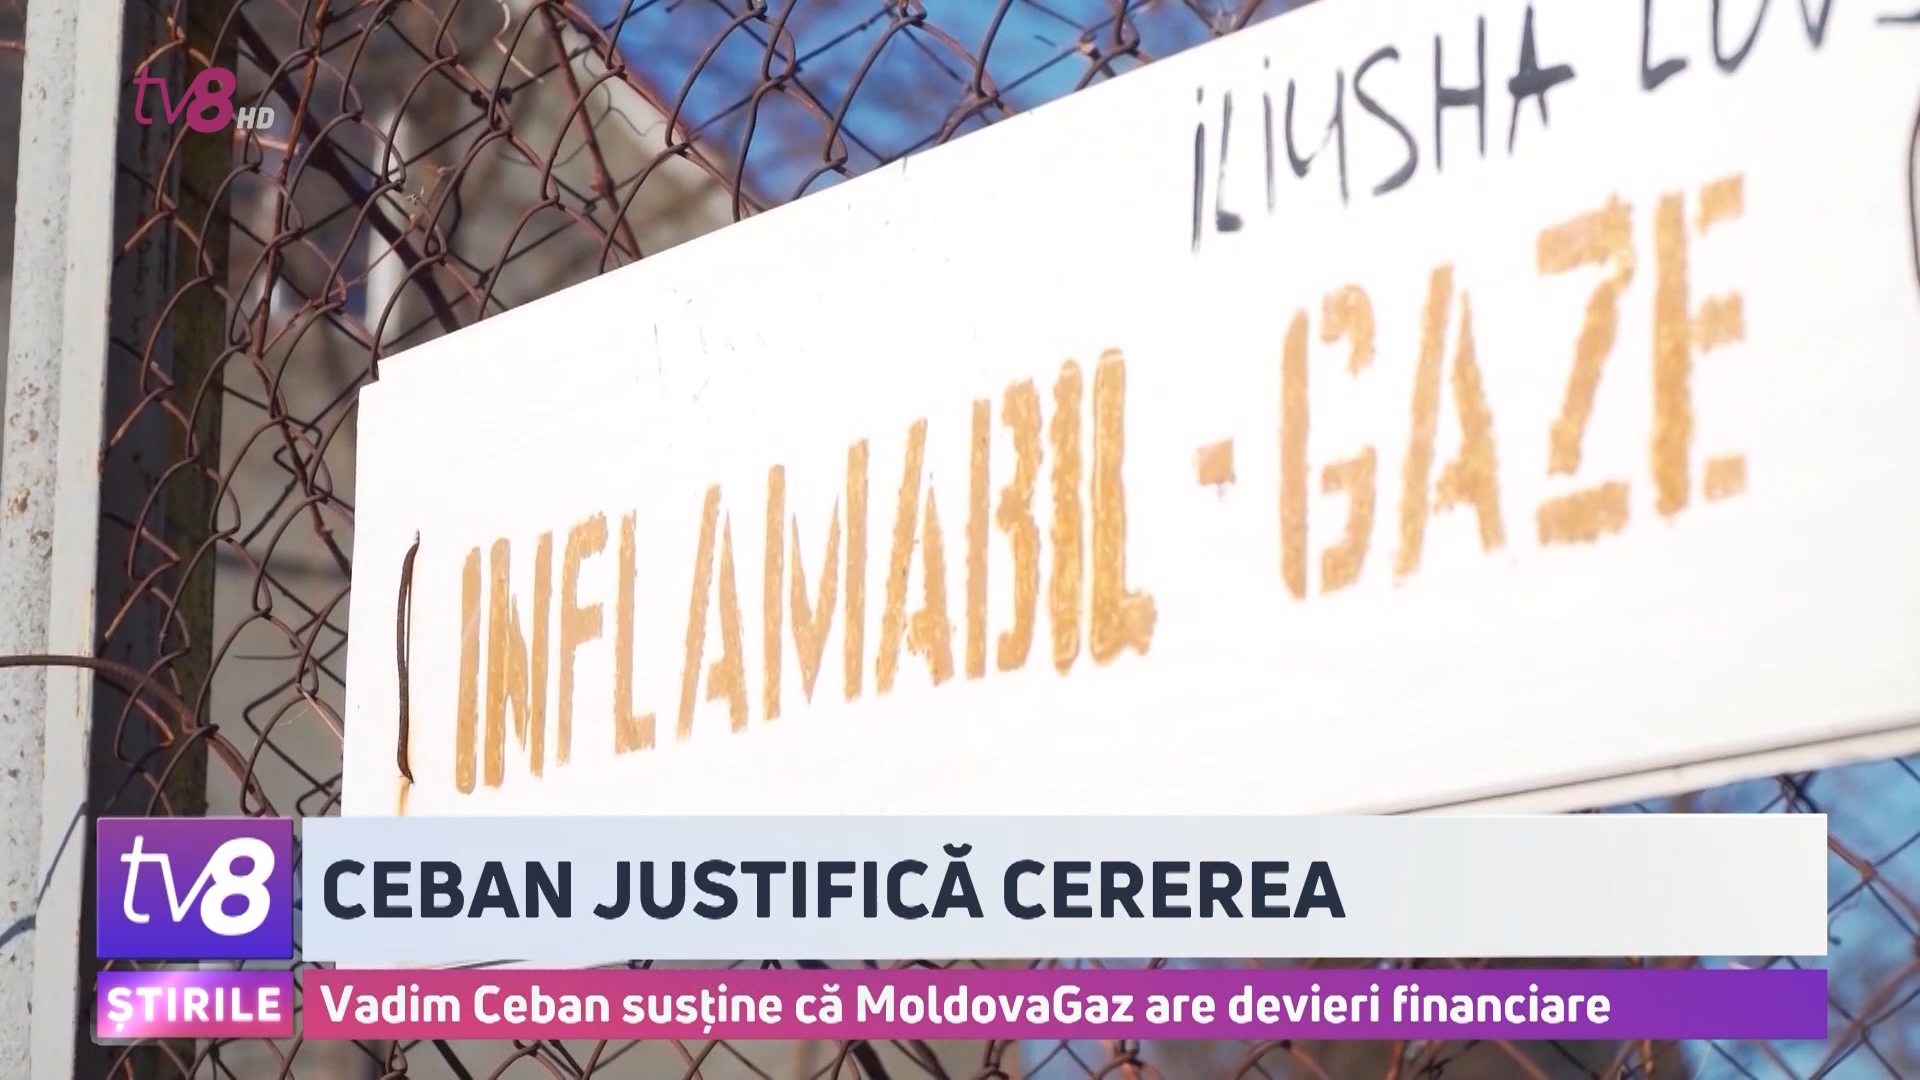 tv8 HD
ILIUSHA
INFLAMABIL - GAZE
tv8
CEBAN JUSTIFICĂ CEREREA
ȘTIRILE
Vadim Ceban susține că MoldovaGaz are devieri financiare